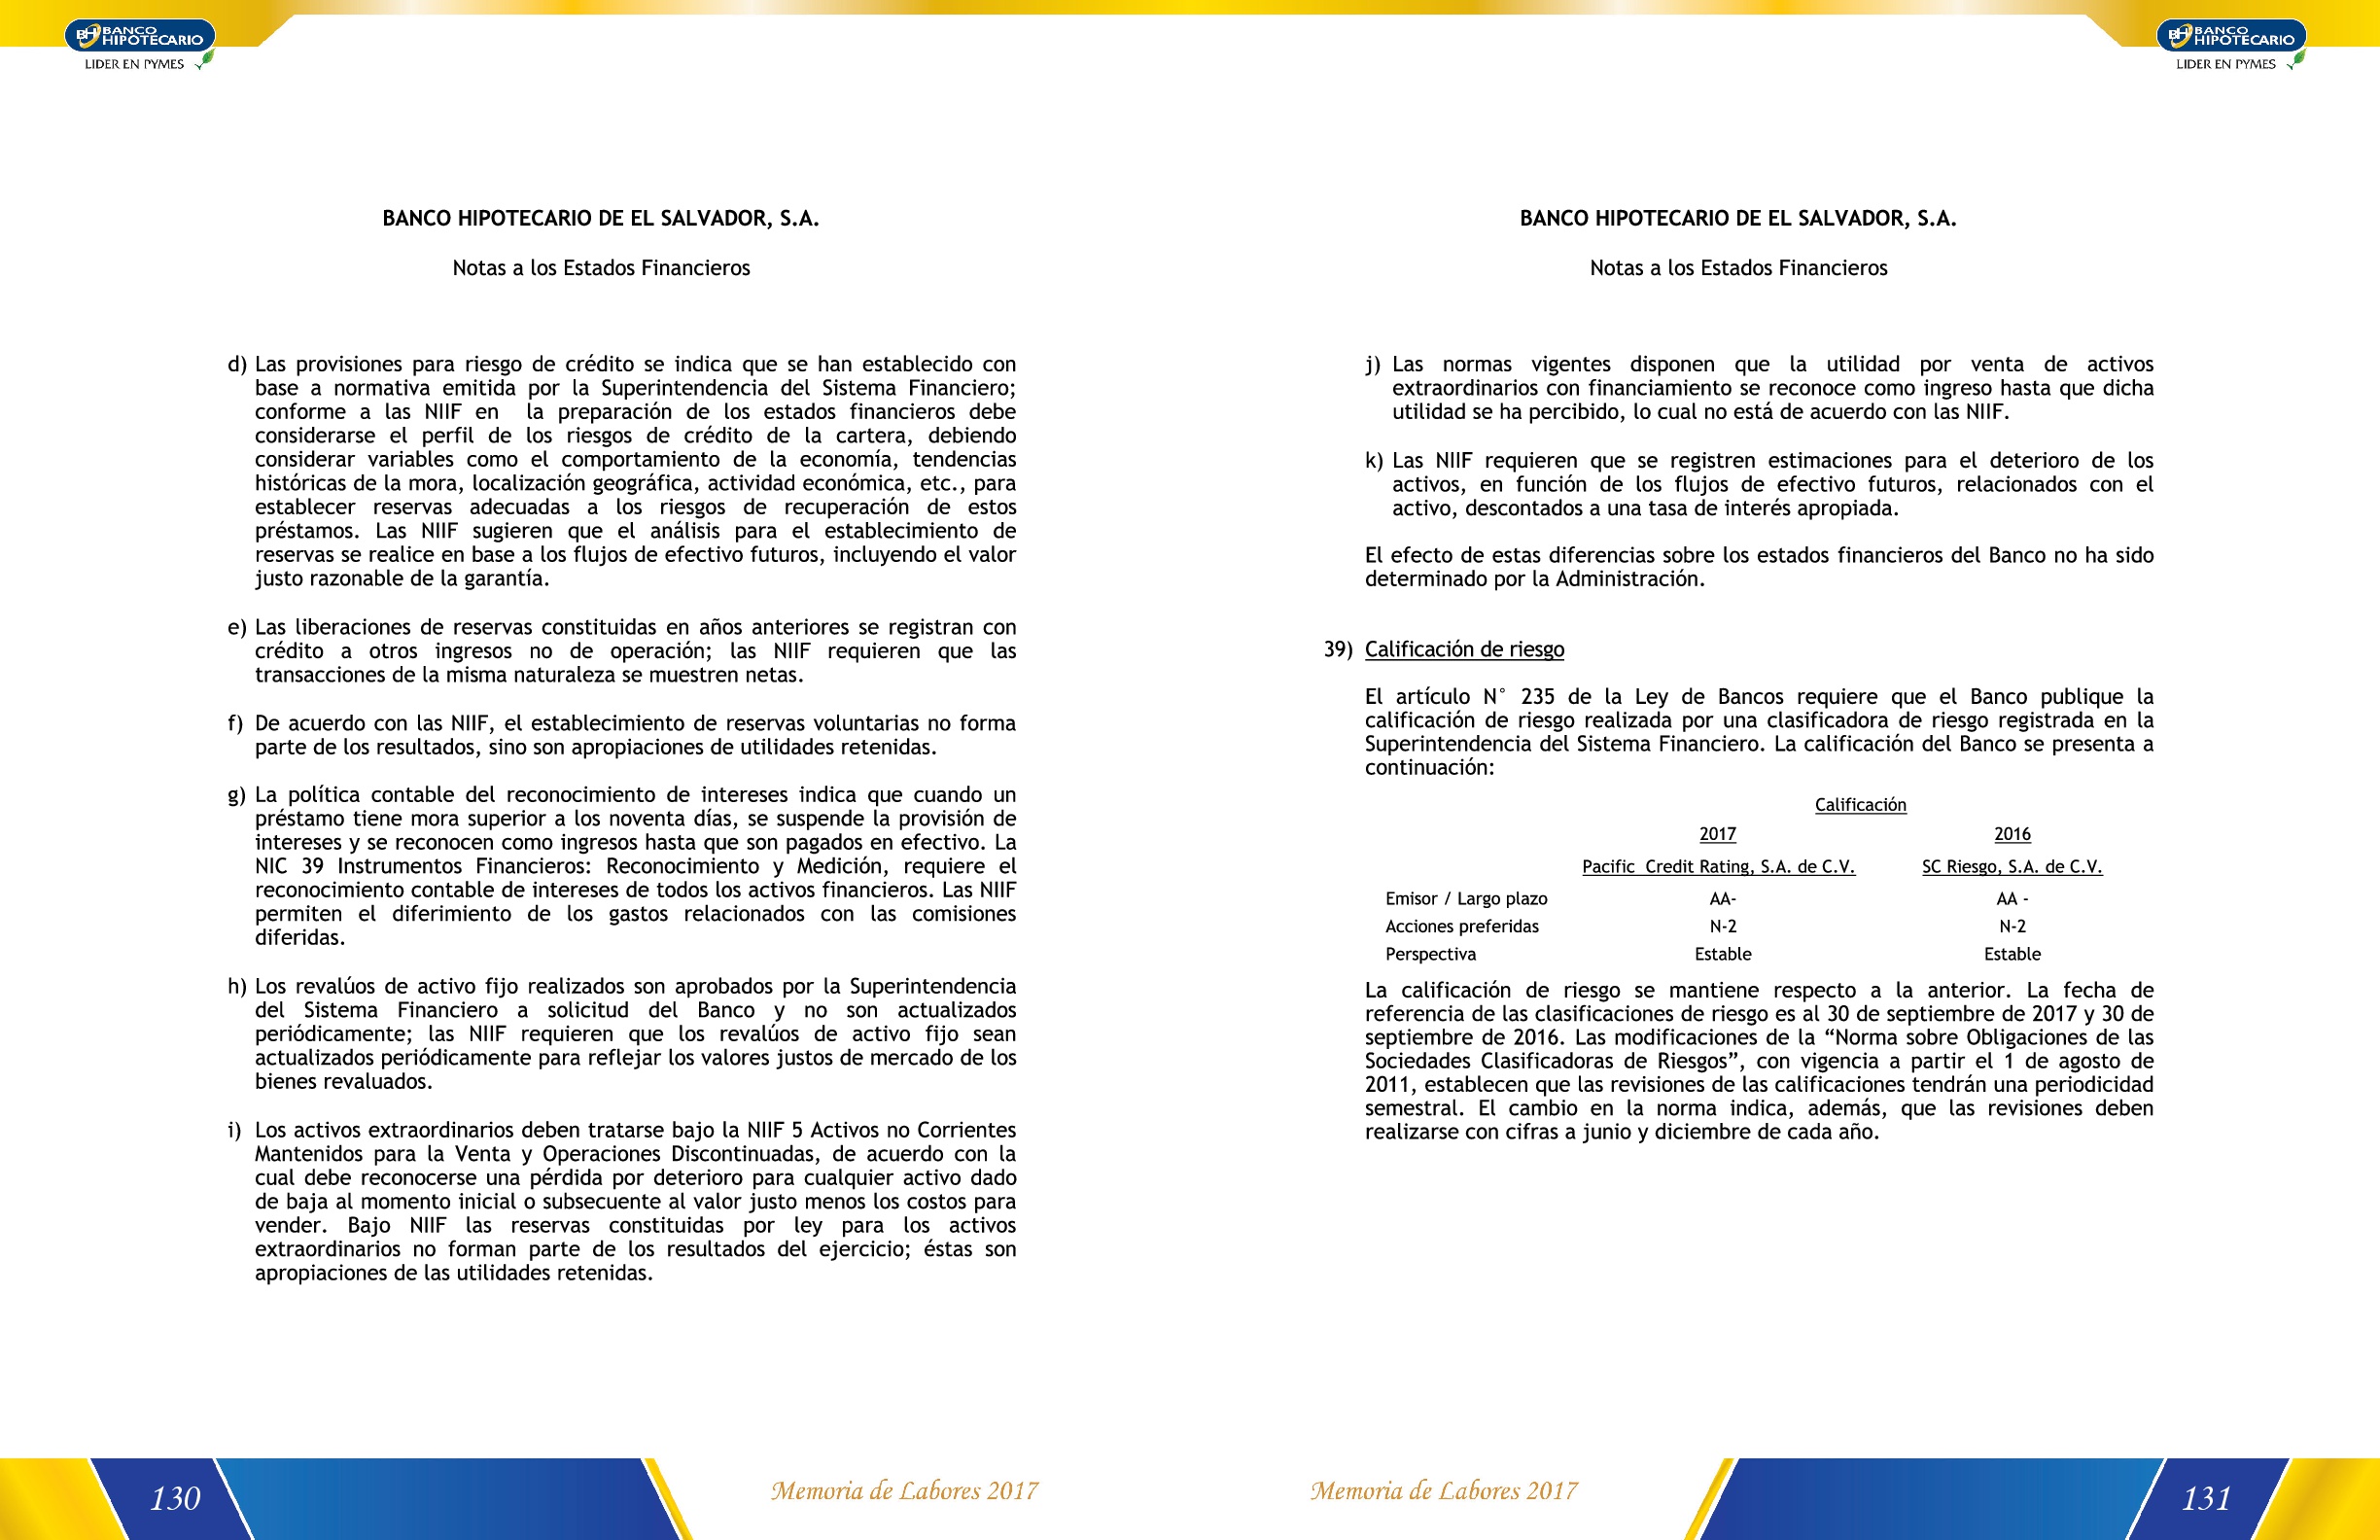 BANCO
HIPOTECARIO
LIDER EN PYMES
BANCO HIPOTECARIO DE EL SALVADOR, S.A.
Notas a los Estados Financieros
d) Las provisiones para riesgo de crédito se indica que se han establecido con
base a normativa emitida por la Superintendencia del Sistema Financiero;
conforme a las NIIF en la preparación de los estados financieros debe
considerarse el perfil de los riesgos de crédito de la cartera, debiendo
considerar variables como el comportamiento de la economía, tendencias
históricas de la mora, localización geográfica, actividad económica, etc., para
establecer reservas adecuadas a los riesgos de recuperación de estos
préstamos. Las NIIF sugieren que el análisis para el establecimiento de
reservas se realice en base a los flujos de efectivo futuros, incluyendo el valor
justo razonable de la garantía.
e) Las liberaciones de reservas constituidas en años anteriores se registran con
crédito a otros ingresos no de operación; las NIIF requieren que las
transacciones de la misma naturaleza se muestren netas.
f) De acuerdo con las NIIF, el establecimiento de reservas voluntarias no forma
parte de los resultados, sino son apropiaciones de utilidades retenidas.
g) La política contable del reconocimiento de intereses indica que cuando un
préstamo tiene mora superior a los noventa días, se suspende la provisión de
intereses y se reconocen como ingresos hasta que son pagados en efectivo. La
NIC 39 Instrumentos Financieros: Reconocimiento y Medición, requiere el
reconocimiento contable de intereses de todos los activos financieros. Las NIIF
permiten el diferimiento de los gastos relacionados con las comisiones
diferidas.
h) Los revalúos de activo fijo realizados son aprobados por la Superintendencia
del Sistema Financiero a solicitud del Banco y no son actualizados
periódicamente; las NIIF requieren que los revalúos de activo fijo sean
actualizados periódicamente para reflejar los valores justos de mercado de los
bienes revaluados.
i) Los activos extraordinarios deben tratarse bajo la NIIF 5 Activos no Corrientes
Mantenidos para la Venta y Operaciones Discontinuadas, de acuerdo con la
cual debe reconocerse una pérdida por deterioro para cualquier activo dado
de baja al momento inicial o subsecuente al valor justo menos los costos para
vender. Bajo NIIF las reservas constituidas por ley para los activos
extraordinarios no forman parte de los resultados del ejercicio; éstas son
apropiaciones de las utilidades retenidas.
130
Memoria de Labores 2017
BANCO
HIPOTECARIO
LIDER EN PYMES
BANCO HIPOTECARIO DE EL SALVADOR, S.A.
Notas a los Estados Financieros
j) Las normas vigentes disponen que la utilidad por venta de activos
extraordinarios con financiamiento se reconoce como ingreso hasta que dicha
utilidad se ha percibido, lo cual no está de acuerdo con las NIIF.
k) Las NIIF requieren que se registren estimaciones para el deterioro de los
activos, en función de los flujos de efectivo futuros, relacionados con el
activo, descontados a una tasa de interés apropiada.
El efecto de estas diferencias sobre los estados financieros del Banco no ha sido
determinado por la Administración.
39) Calificación de riesgo
El artículo N° 235 de la Ley de Bancos requiere que el Banco publique la
calificación de riesgo realizada por una clasificadora de riesgo registrada en la
Superintendencia del Sistema Financiero. La calificación del Banco se presenta a
continuación:
Calificación
2017 2016
Pacific Credit Rating, S.A. de C.V. SC Riesgo, S.A. de C.V.
Emisor / Largo plazo AA- AA -
Acciones preferidas N-2 N-2
Perspectiva Estable Estable
La calificación de riesgo se mantiene respecto a la anterior. La fecha de
referencia de las clasificaciones de riesgo es al 30 de septiembre de 2017 y 30 de
septiembre de 2016. Las modificaciones de la “Norma sobre Obligaciones de las
Sociedades Clasificadoras de Riesgos”, con vigencia a partir el 1 de agosto de
2011, establecen que las revisiones de las calificaciones tendrán una periodicidad
semestral. El cambio en la norma indica, además, que las revisiones deben
realizarse con cifras a junio y diciembre de cada año.
Memoria de Labores 2017
131